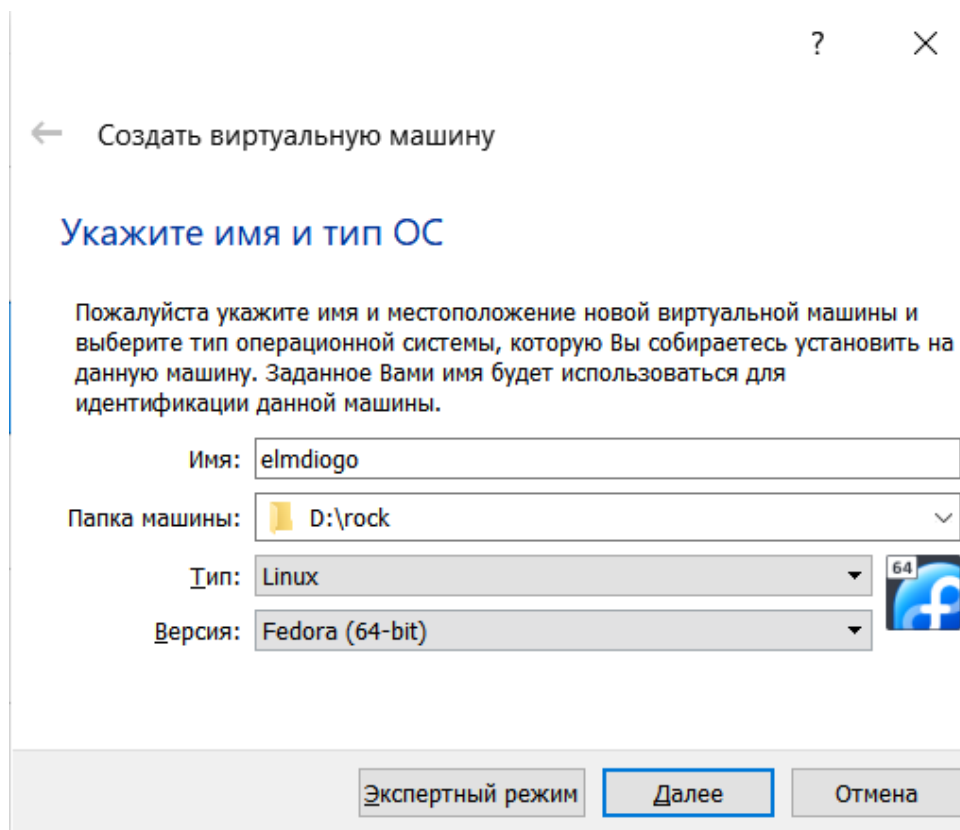 ?
Создать виртуальную машину
Укажите имя и тип ОС
Пожалуйста укажите имя и местоположение новой виртуальной машины и
выберите тип операционной системы, которую Вы собираетесь установить на
данную машину. Заданное Вами имя будет использоваться для
идентификации данной машины.
Имя: elmdiogo
Папка машины: D:\rock
Тип: Linux
64
Версия: Fedora (64-bit)
Экспертный режим Далее Отмена